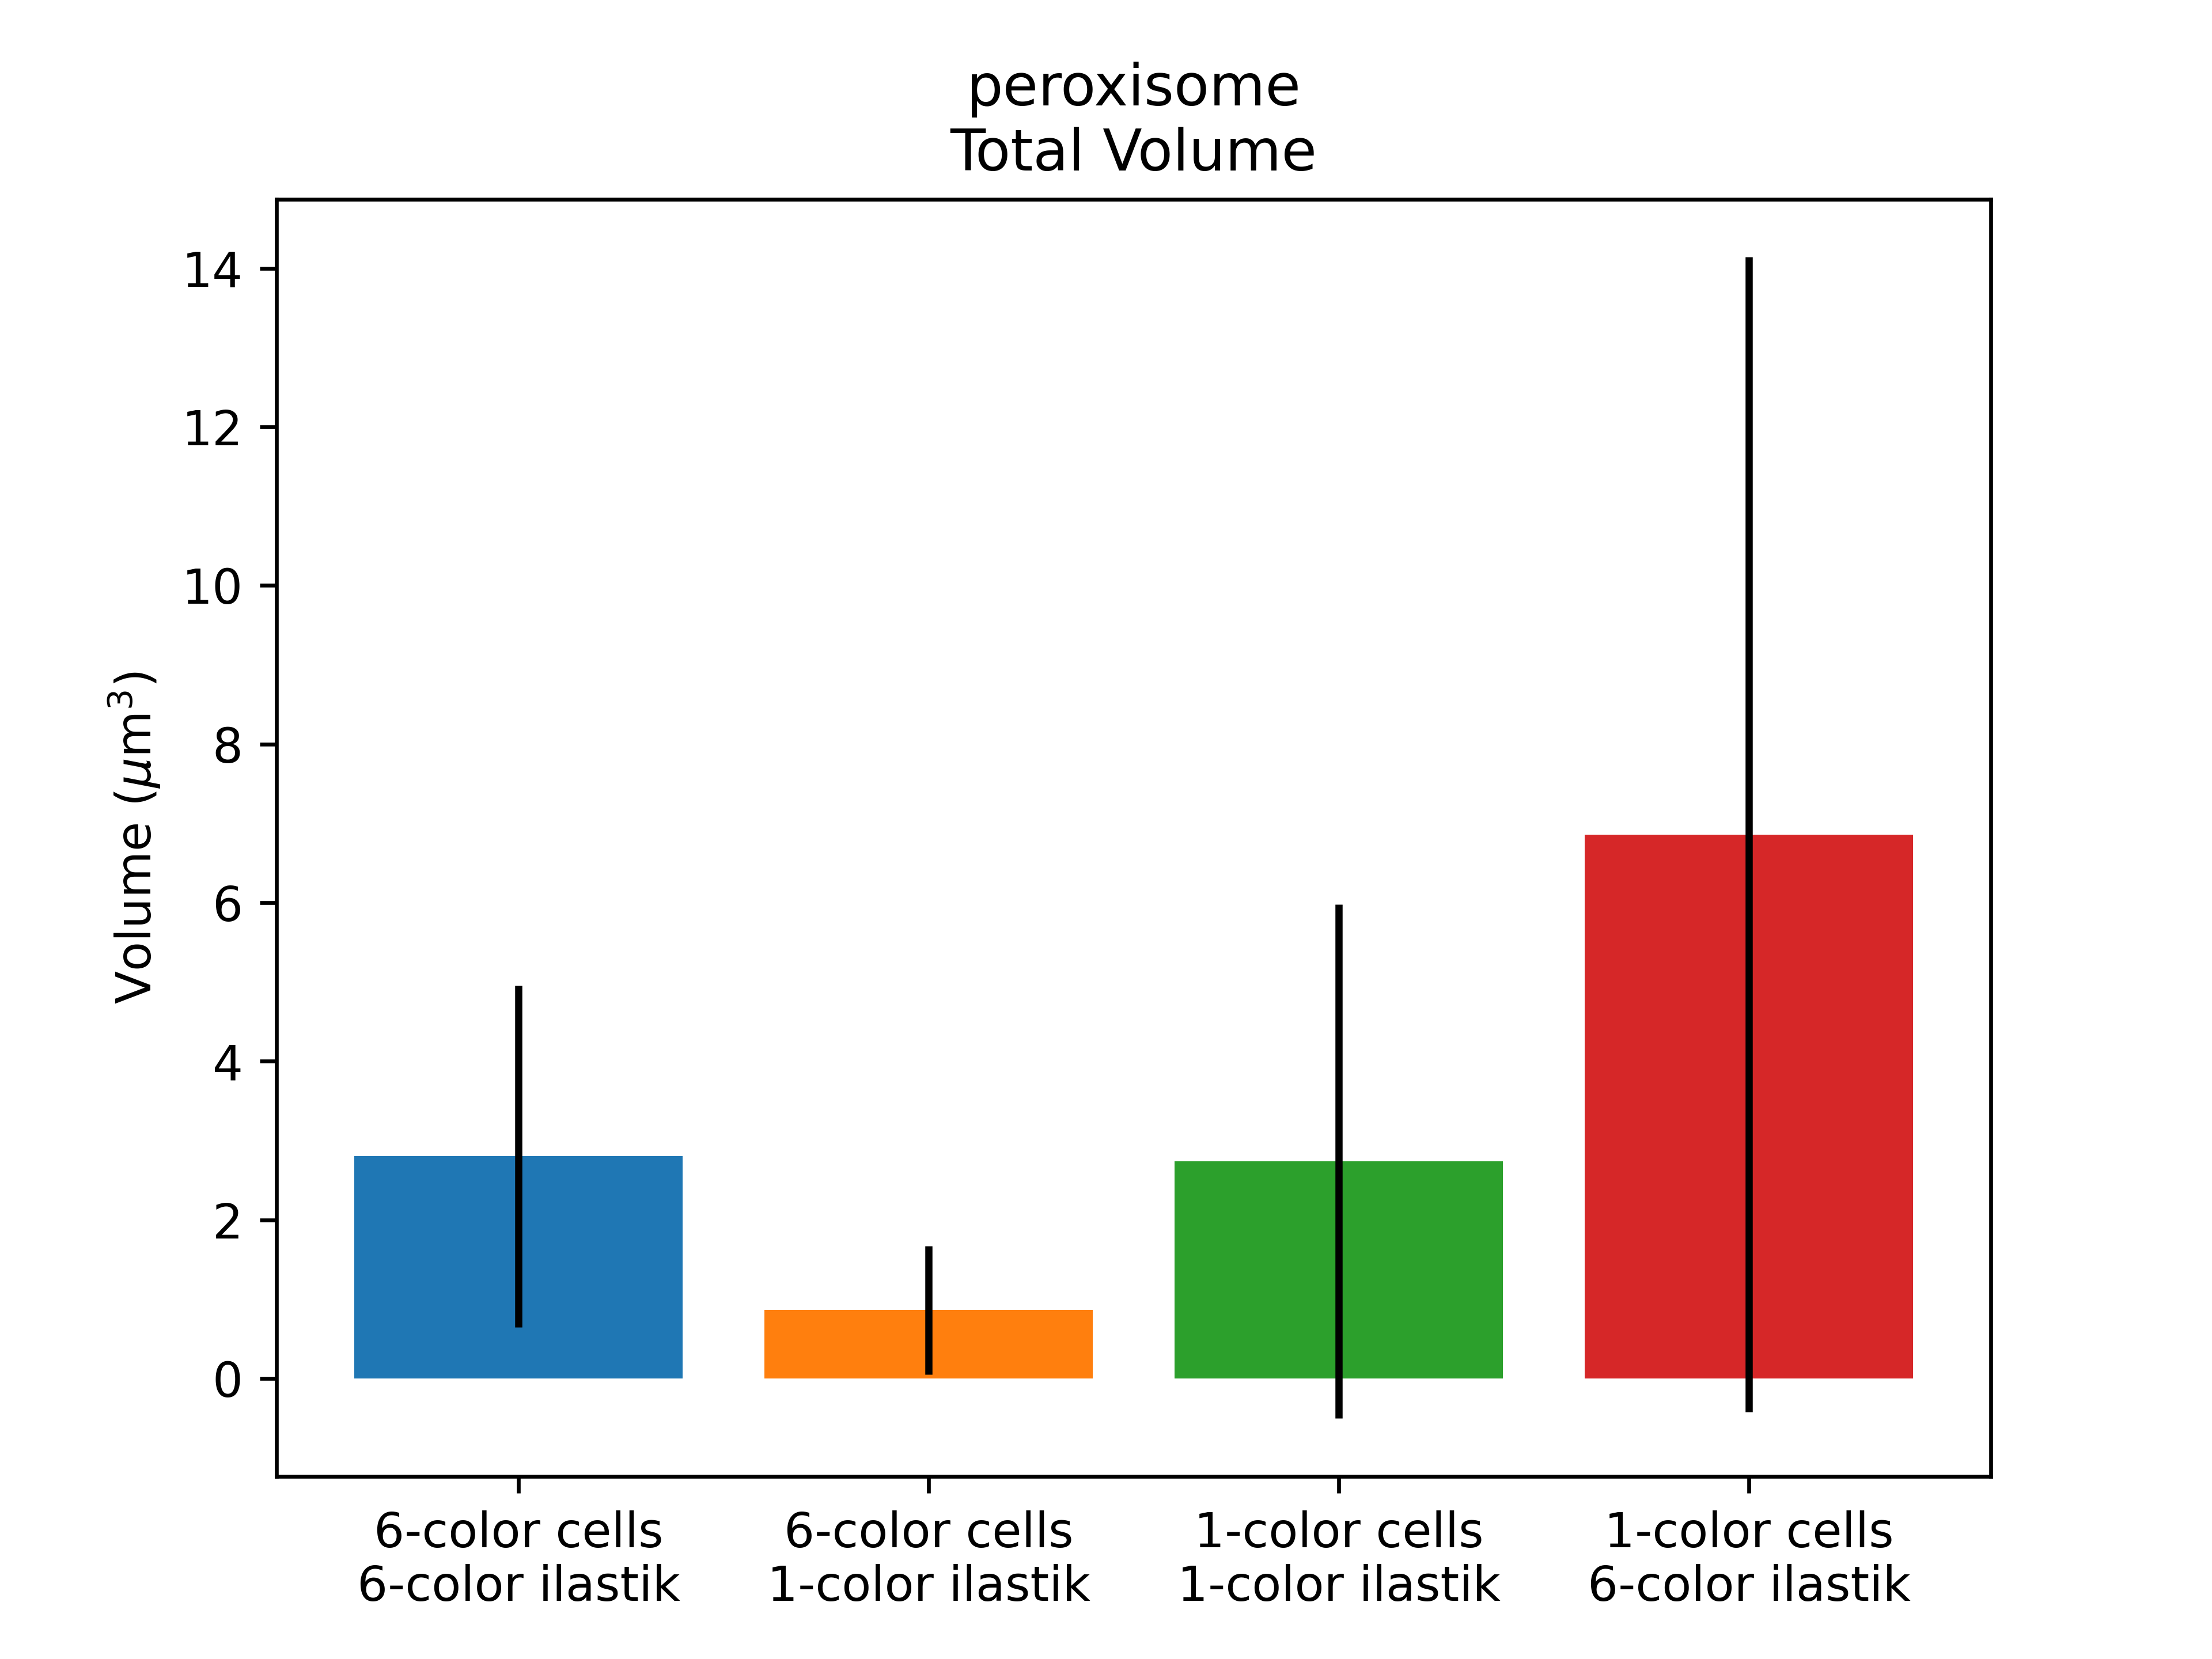 peroxisome
Total Volume
Volume (μm³)
14
12
10
8
6
4
2
0
6-color cells
6-color ilastik
6-color cells
1-color ilastik
1-color cells
1-color ilastik
1-color cells
6-color ilastik